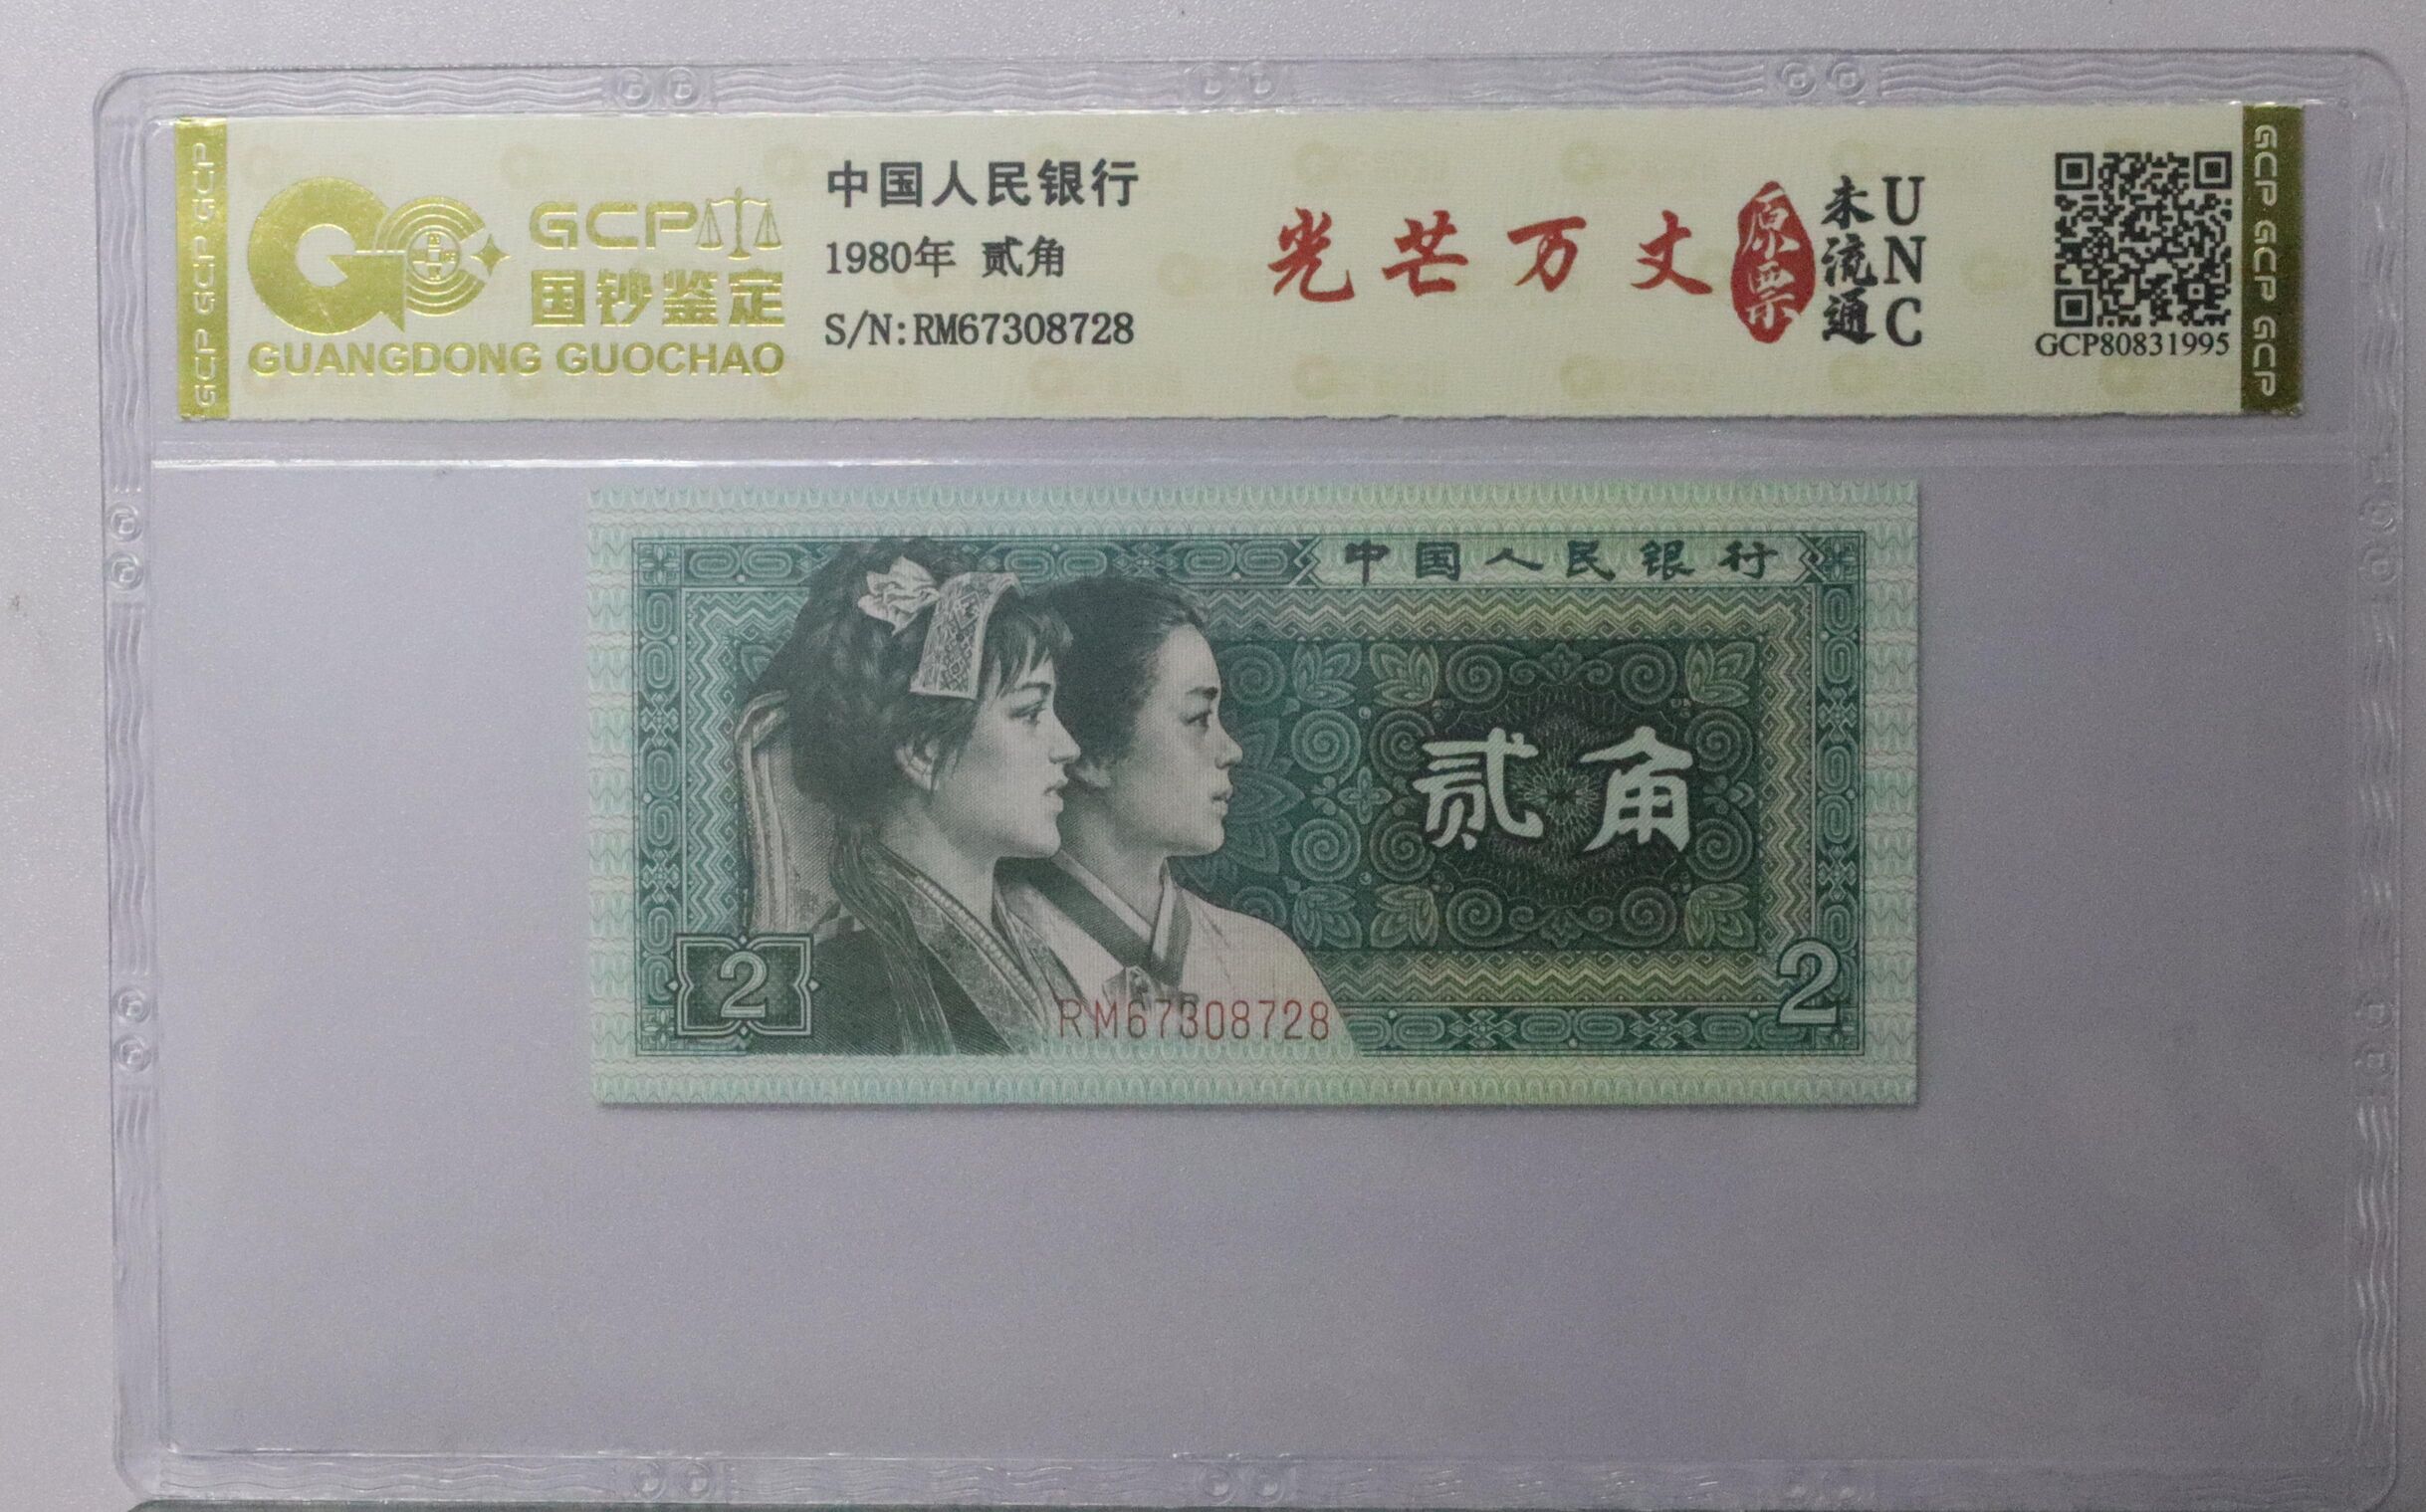 GCP GCP GCP
GCP
国钞鉴定
GUANGDONG GUOCHAO
中国人民银行
1980年 贰角
S/N:RM67308728
光芒万丈
原票
未流通
UNC
GCP80831995
GCP GCP GCP
中国人民银行
贰角
2
RM67308728
2